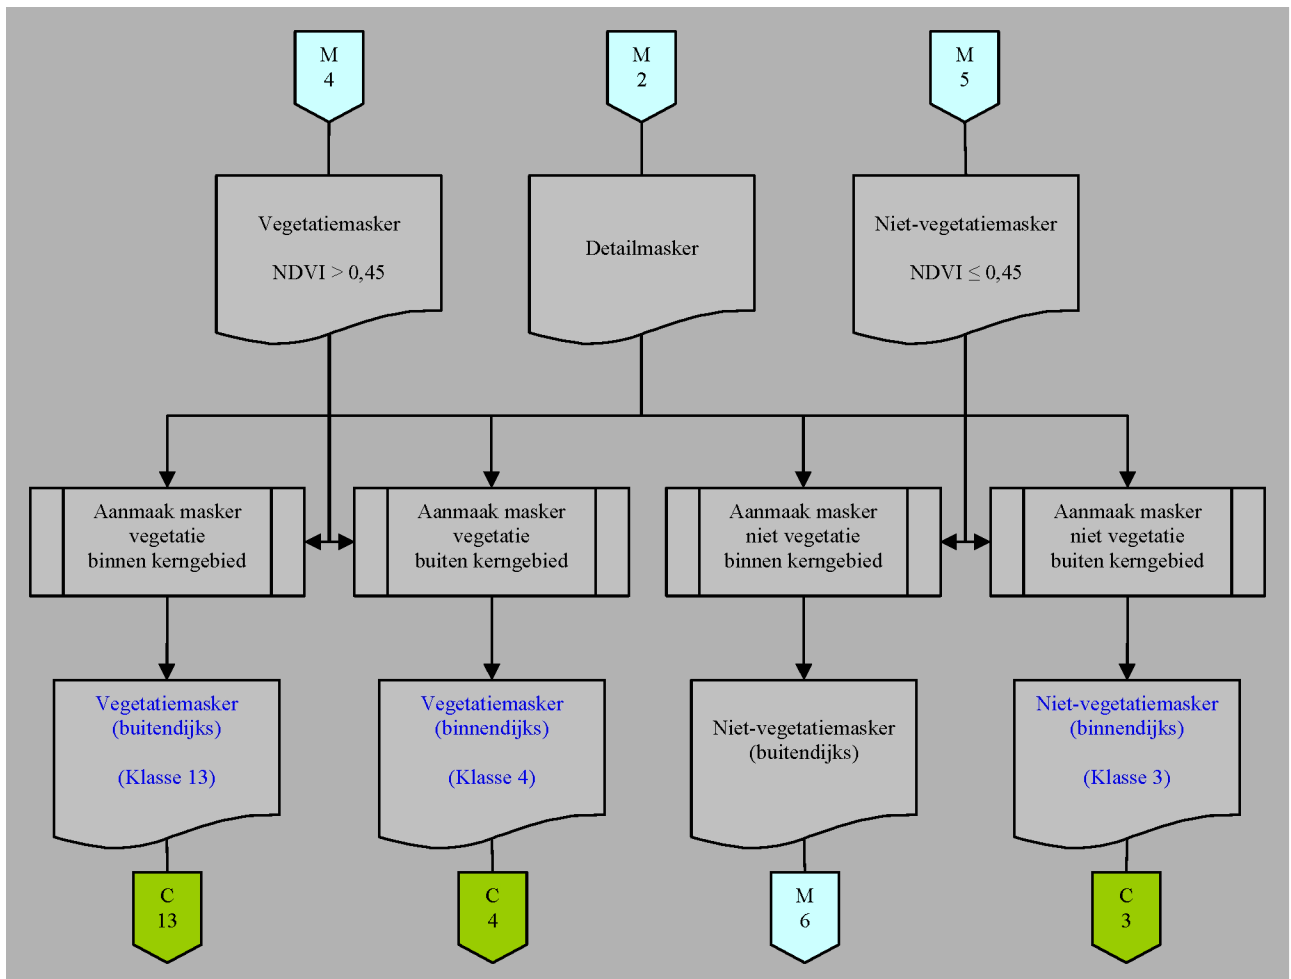 M
4
M
2
M
5
Vegetatiemasker
NDVI > 0,45
Detailmasker
Niet-vegetatiemasker
NDVI ≤ 0,45
Aanmaak masker
vegetatie
binnen kerngebied
Aanmaak masker
vegetatie
buiten kerngebied
Aanmaak masker
niet vegetatie
binnen kerngebied
Aanmaak masker
niet vegetatie
buiten kerngebied
Vegetatiemasker
(buitendijks)
(Klasse 13)
Vegetatiemasker
(binnendijks)
(Klasse 4)
Niet-vegetatiemasker
(buitendijks)
Niet-vegetatiemasker
(binnendijks)
(Klasse 3)
C
13
C
4
M
6
C
3